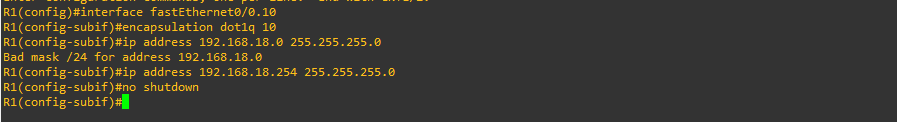 R1(config)#interface fastEthernet0/0.10
R1(config-subif)#encapsulation dot1q 10
R1(config-subif)#ip address 192.168.18.0 255.255.255.0
Bad mask /24 for address 192.168.18.0
R1(config-subif)#ip address 192.168.18.254 255.255.255.0
R1(config-subif)#no shutdown
R1(config-subif)#